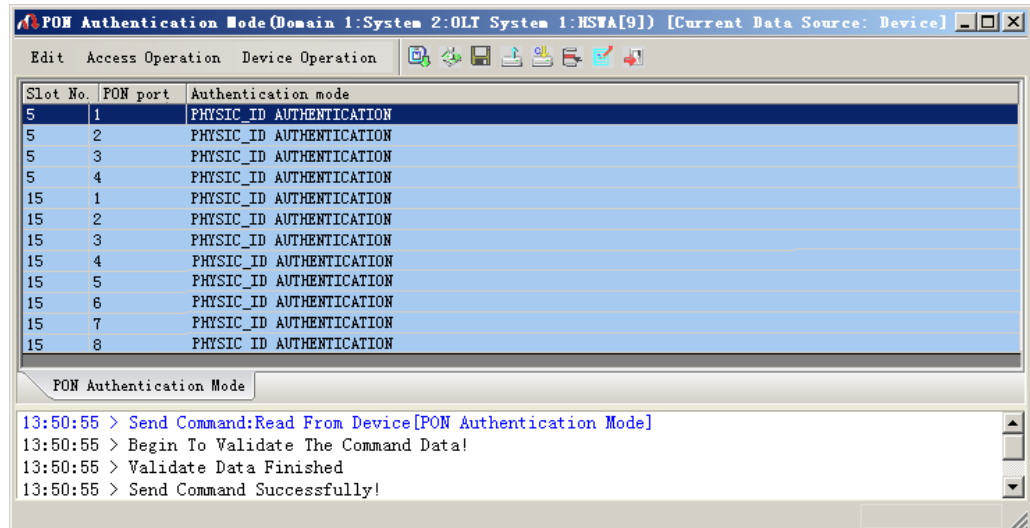 PON Authentication Mode(Domain 1:System 2:OLT System 1:HSWA[9]) [Current Data Source: Device]
Edit Access Operation Device Operation
Slot No. PON port Authentication mode
5 1 PHYSIC_ID AUTHENTICATION
5 2 PHYSIC_ID AUTHENTICATION
5 3 PHYSIC_ID AUTHENTICATION
5 4 PHYSIC_ID AUTHENTICATION
15 1 PHYSIC_ID AUTHENTICATION
15 2 PHYSIC_ID AUTHENTICATION
15 3 PHYSIC_ID AUTHENTICATION
15 4 PHYSIC_ID AUTHENTICATION
15 5 PHYSIC_ID AUTHENTICATION
15 6 PHYSIC_ID AUTHENTICATION
15 7 PHYSIC_ID AUTHENTICATION
15 8 PHYSIC ID AUTHENTICATION
PON Authentication Mode
13:50:55 > Send Command:Read From Device[PON Authentication Mode]
13:50:55 > Begin To Validate The Command Data!
13:50:55 > Validate Data Finished
13:50:55 > Send Command Successfully!